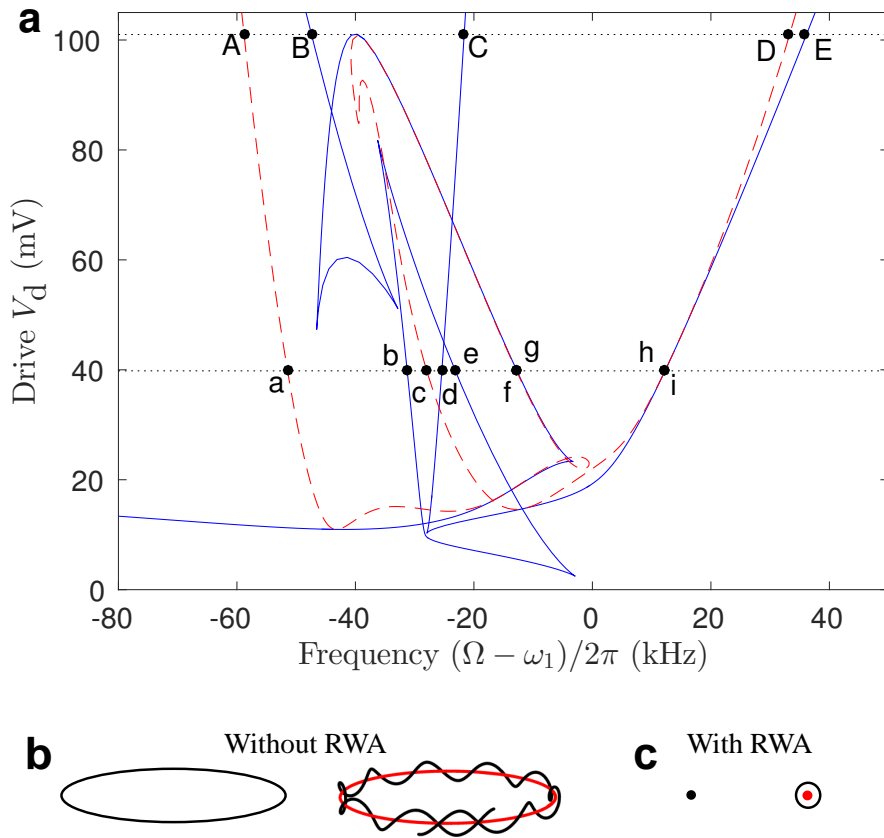 a
A
B
C
D
E
100
80
60
40
20
0
Drive V_d (mV)
b
g
e
h
a
c
d
f
i
-80
-60
-40
-20
0
20
40
Frequency (Ω − ω₁)/2π (kHz)
b
Without RWA
c
With RWA